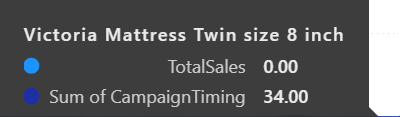 Victoria Mattress Twin size 8 inch
TotalSales 0.00
Sum of CampaignTiming 34.00